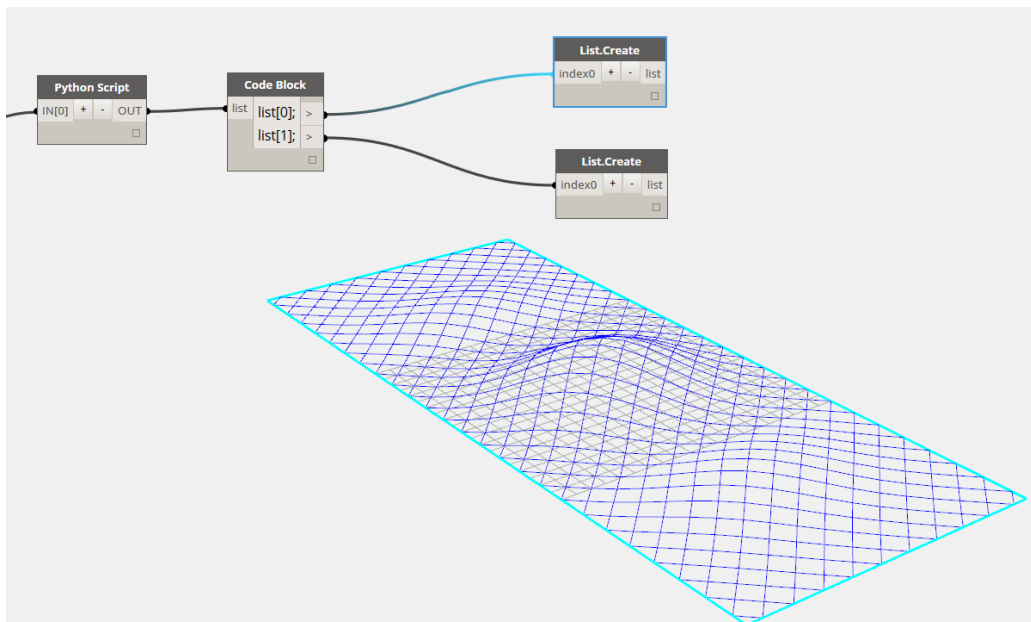 List.Create
index0 + - list
Python Script
IN[0] + - OUT
Code Block
list list[0]; >
list[1]; >
List.Create
index0 + - list